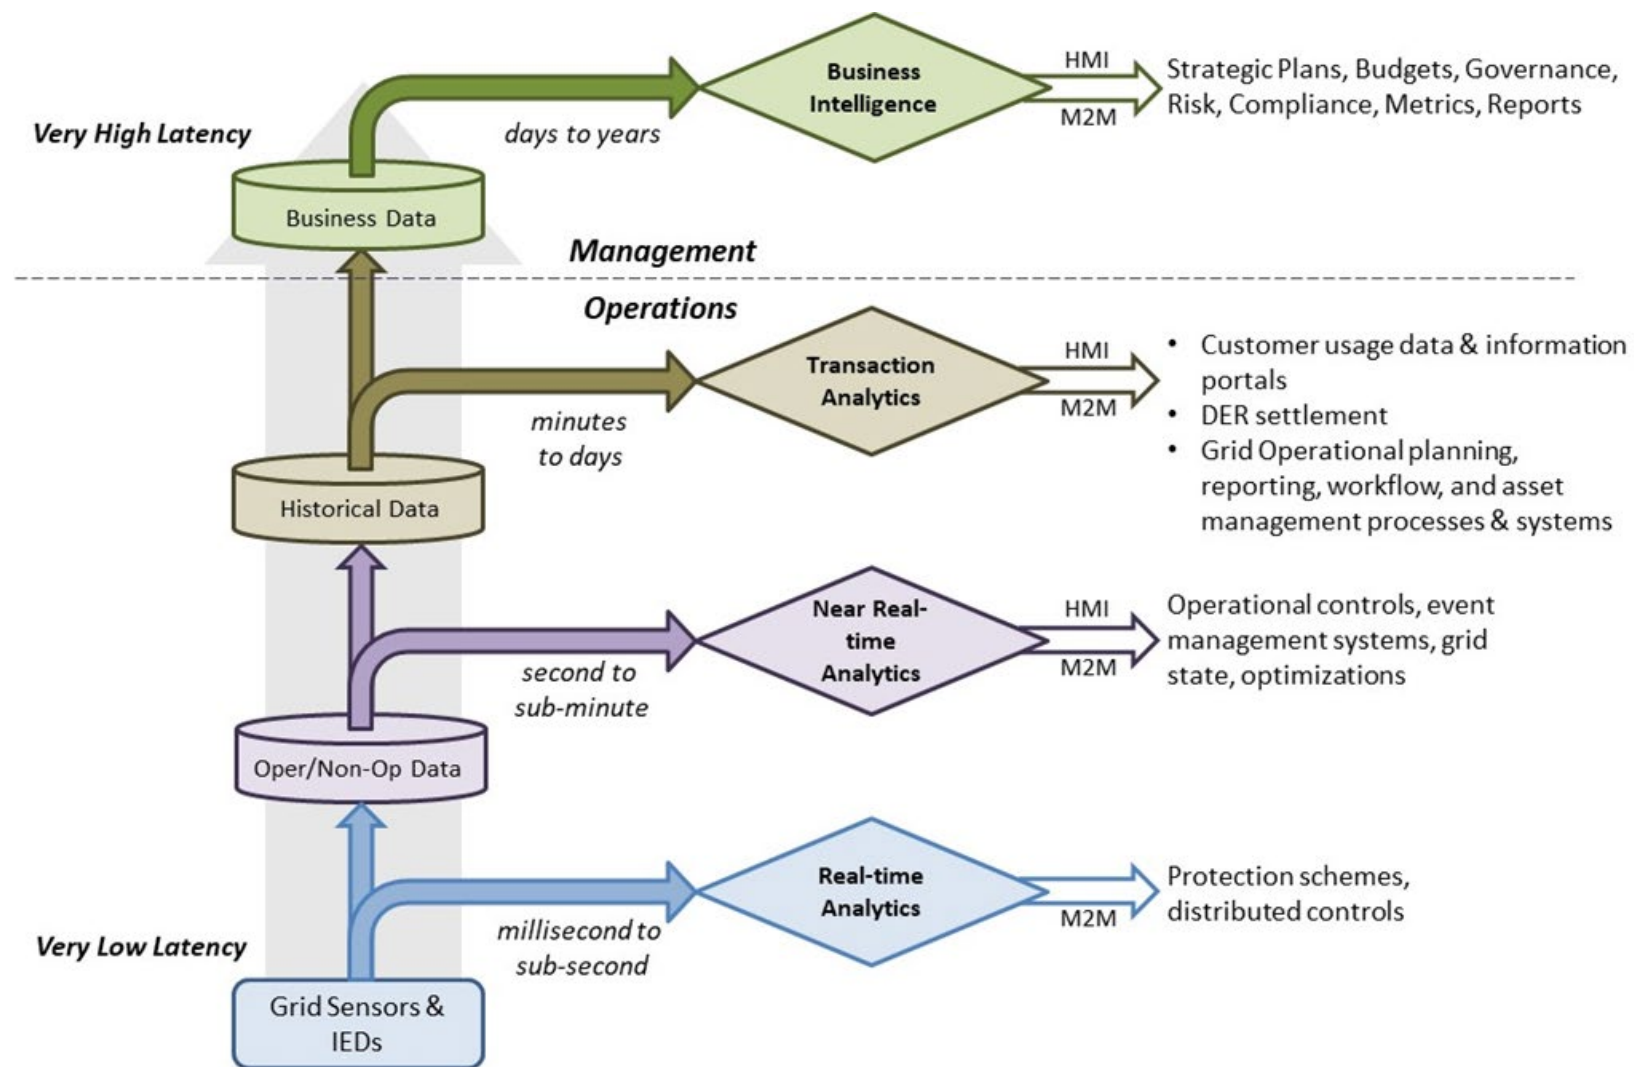 Business
Intelligence
HMI
M2M
Strategic Plans, Budgets, Governance,
Risk, Compliance, Metrics, Reports
Very High Latency
days to years
Business Data
Management
Operations
Transaction
Analytics
HMI
M2M
• Customer usage data & information
portals
• DER settlement
• Grid Operational planning,
reporting, workflow, and asset
management processes & systems
minutes
to days
Historical Data
Near Real-
time
Analytics
HMI
M2M
Operational controls, event
management systems, grid
state, optimizations
second to
sub-minute
Oper/Non-Op Data
Real-time
Analytics
M2M
Protection schemes,
distributed controls
Very Low Latency
millisecond to
sub-second
Grid Sensors &
IEDs